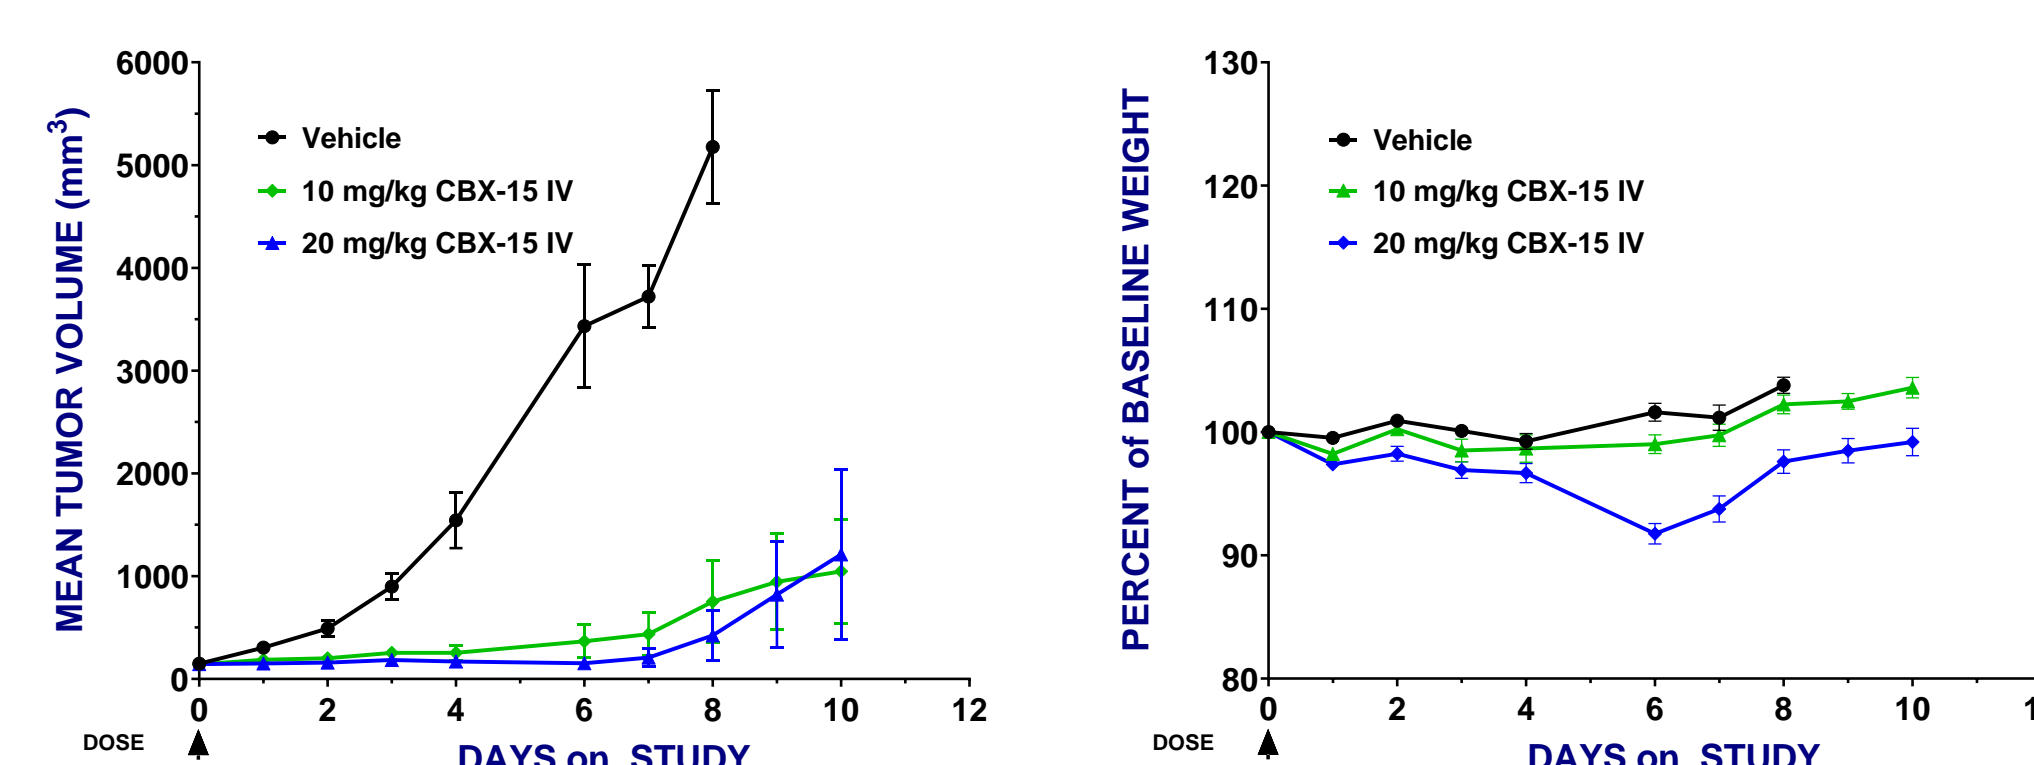 MEAN TUMOR VOLUME (mm³)
6000
5000
4000
3000
2000
1000
0
Vehicle
10 mg/kg CBX-15 IV
20 mg/kg CBX-15 IV
0 2 4 6 8 10 12
DOSE
DAYS on STUDY
PERCENT of BASELINE WEIGHT
130
120
110
100
90
80
Vehicle
10 mg/kg CBX-15 IV
20 mg/kg CBX-15 IV
0 2 4 6 8 10
DOSE
DAYS on STUDY